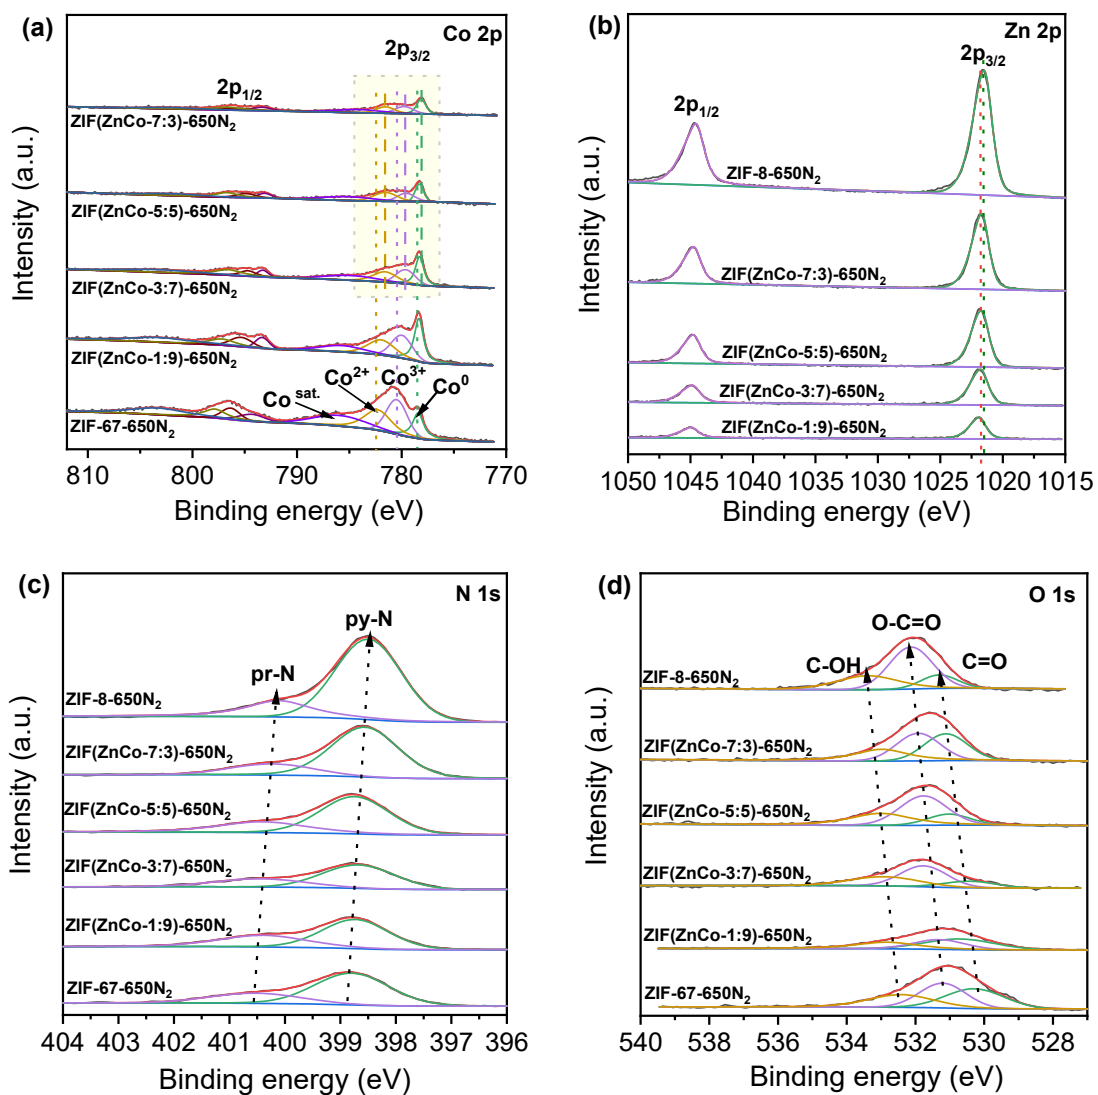 (a)
Co 2p
2p3/2
2p1/2
ZIF(ZnCo-7:3)-650N2
ZIF(ZnCo-5:5)-650N2
ZIF(ZnCo-3:7)-650N2
ZIF(ZnCo-1:9)-650N2
Co2+
Co3+
Co0
Co sat.
ZIF-67-650N2
Intensity (a.u.)
810 800 790 780 770
Binding energy (eV)
(b)
Zn 2p
2p3/2
2p1/2
ZIF-8-650N2
ZIF(ZnCo-7:3)-650N2
ZIF(ZnCo-5:5)-650N2
ZIF(ZnCo-3:7)-650N2
ZIF(ZnCo-1:9)-650N2
Intensity (a.u.)
1050 1045 1040 1035 1030 1025 1020 1015
Binding energy (eV)
(c)
N 1s
py-N
pr-N
ZIF-8-650N2
ZIF(ZnCo-7:3)-650N2
ZIF(ZnCo-5:5)-650N2
ZIF(ZnCo-3:7)-650N2
ZIF(ZnCo-1:9)-650N2
ZIF-67-650N2
Intensity (a.u.)
404 403 402 401 400 399 398 397 396
Binding energy (eV)
(d)
O 1s
O-C=O
C-OH
C=O
ZIF-8-650N2
ZIF(ZnCo-7:3)-650N2
ZIF(ZnCo-5:5)-650N2
ZIF(ZnCo-3:7)-650N2
ZIF(ZnCo-1:9)-650N2
ZIF-67-650N2
Intensity (a.u.)
540 538 536 534 532 530 528
Binding energy (eV)